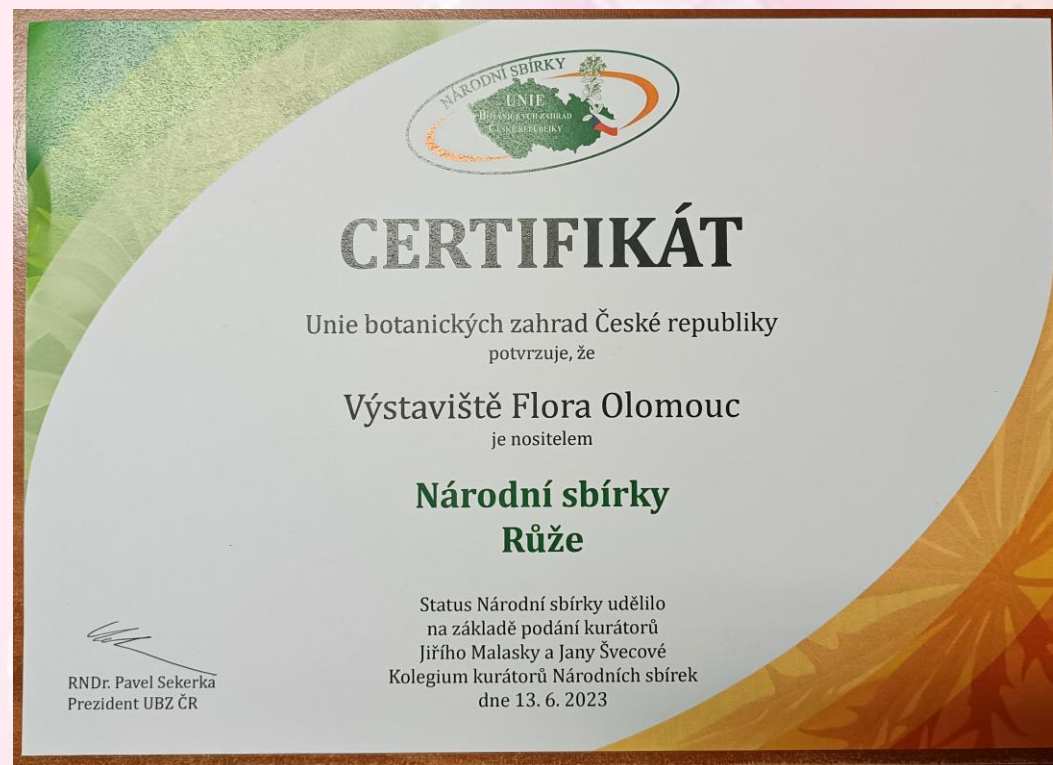 NÁRODNÍ SBÍRKY
UNIE
BOTANICKÝCH ZAHRAD
ČESKÉ REPUBLIKY
CERTIFIKÁT
Unie botanických zahrad České republiky
potvrzuje, že
Výstaviště Flora Olomouc
je nositelem
Národní sbírky
Růže
Status Národní sbírky udělilo
na základě podání kurátorů
Jiřího Malasky a Jany Švecové
Kolegium kurátorů Národních sbírek
dne 13. 6. 2023
RNDr. Pavel Sekerka
Prezident UBZ ČR